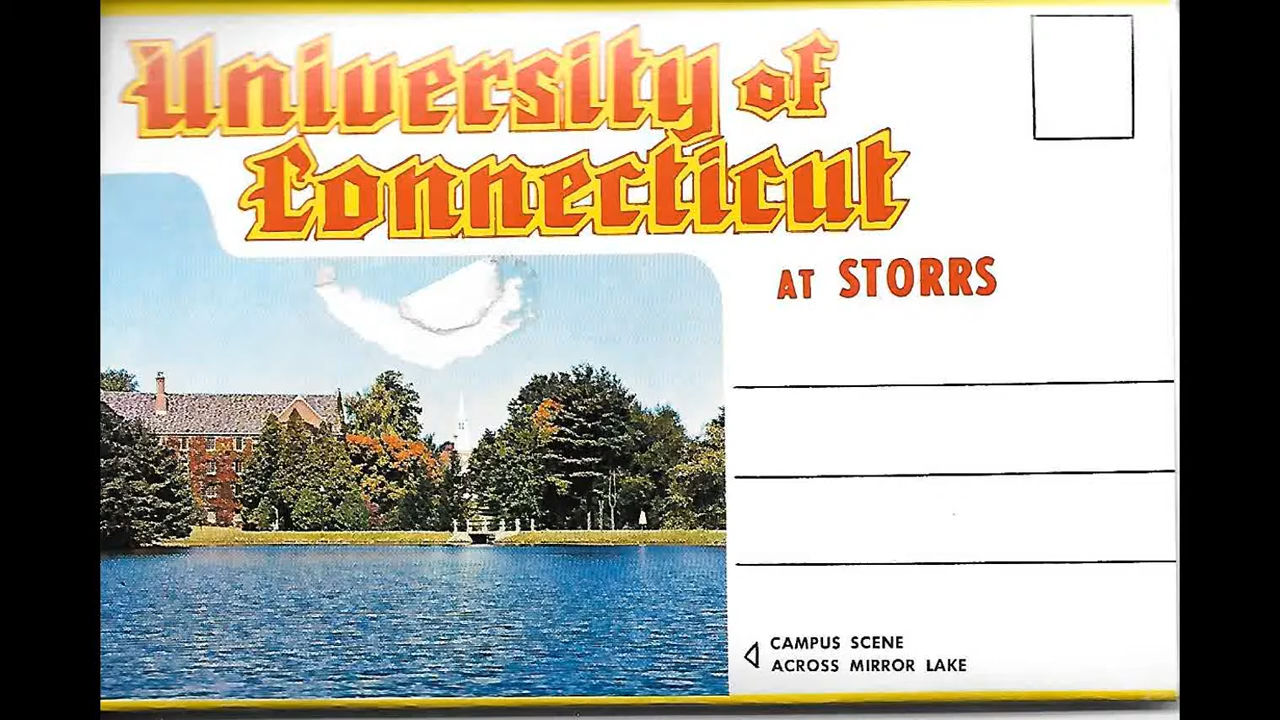 University of
Connecticut
AT STORRS
CAMPUS SCENE
ACROSS MIRROR LAKE